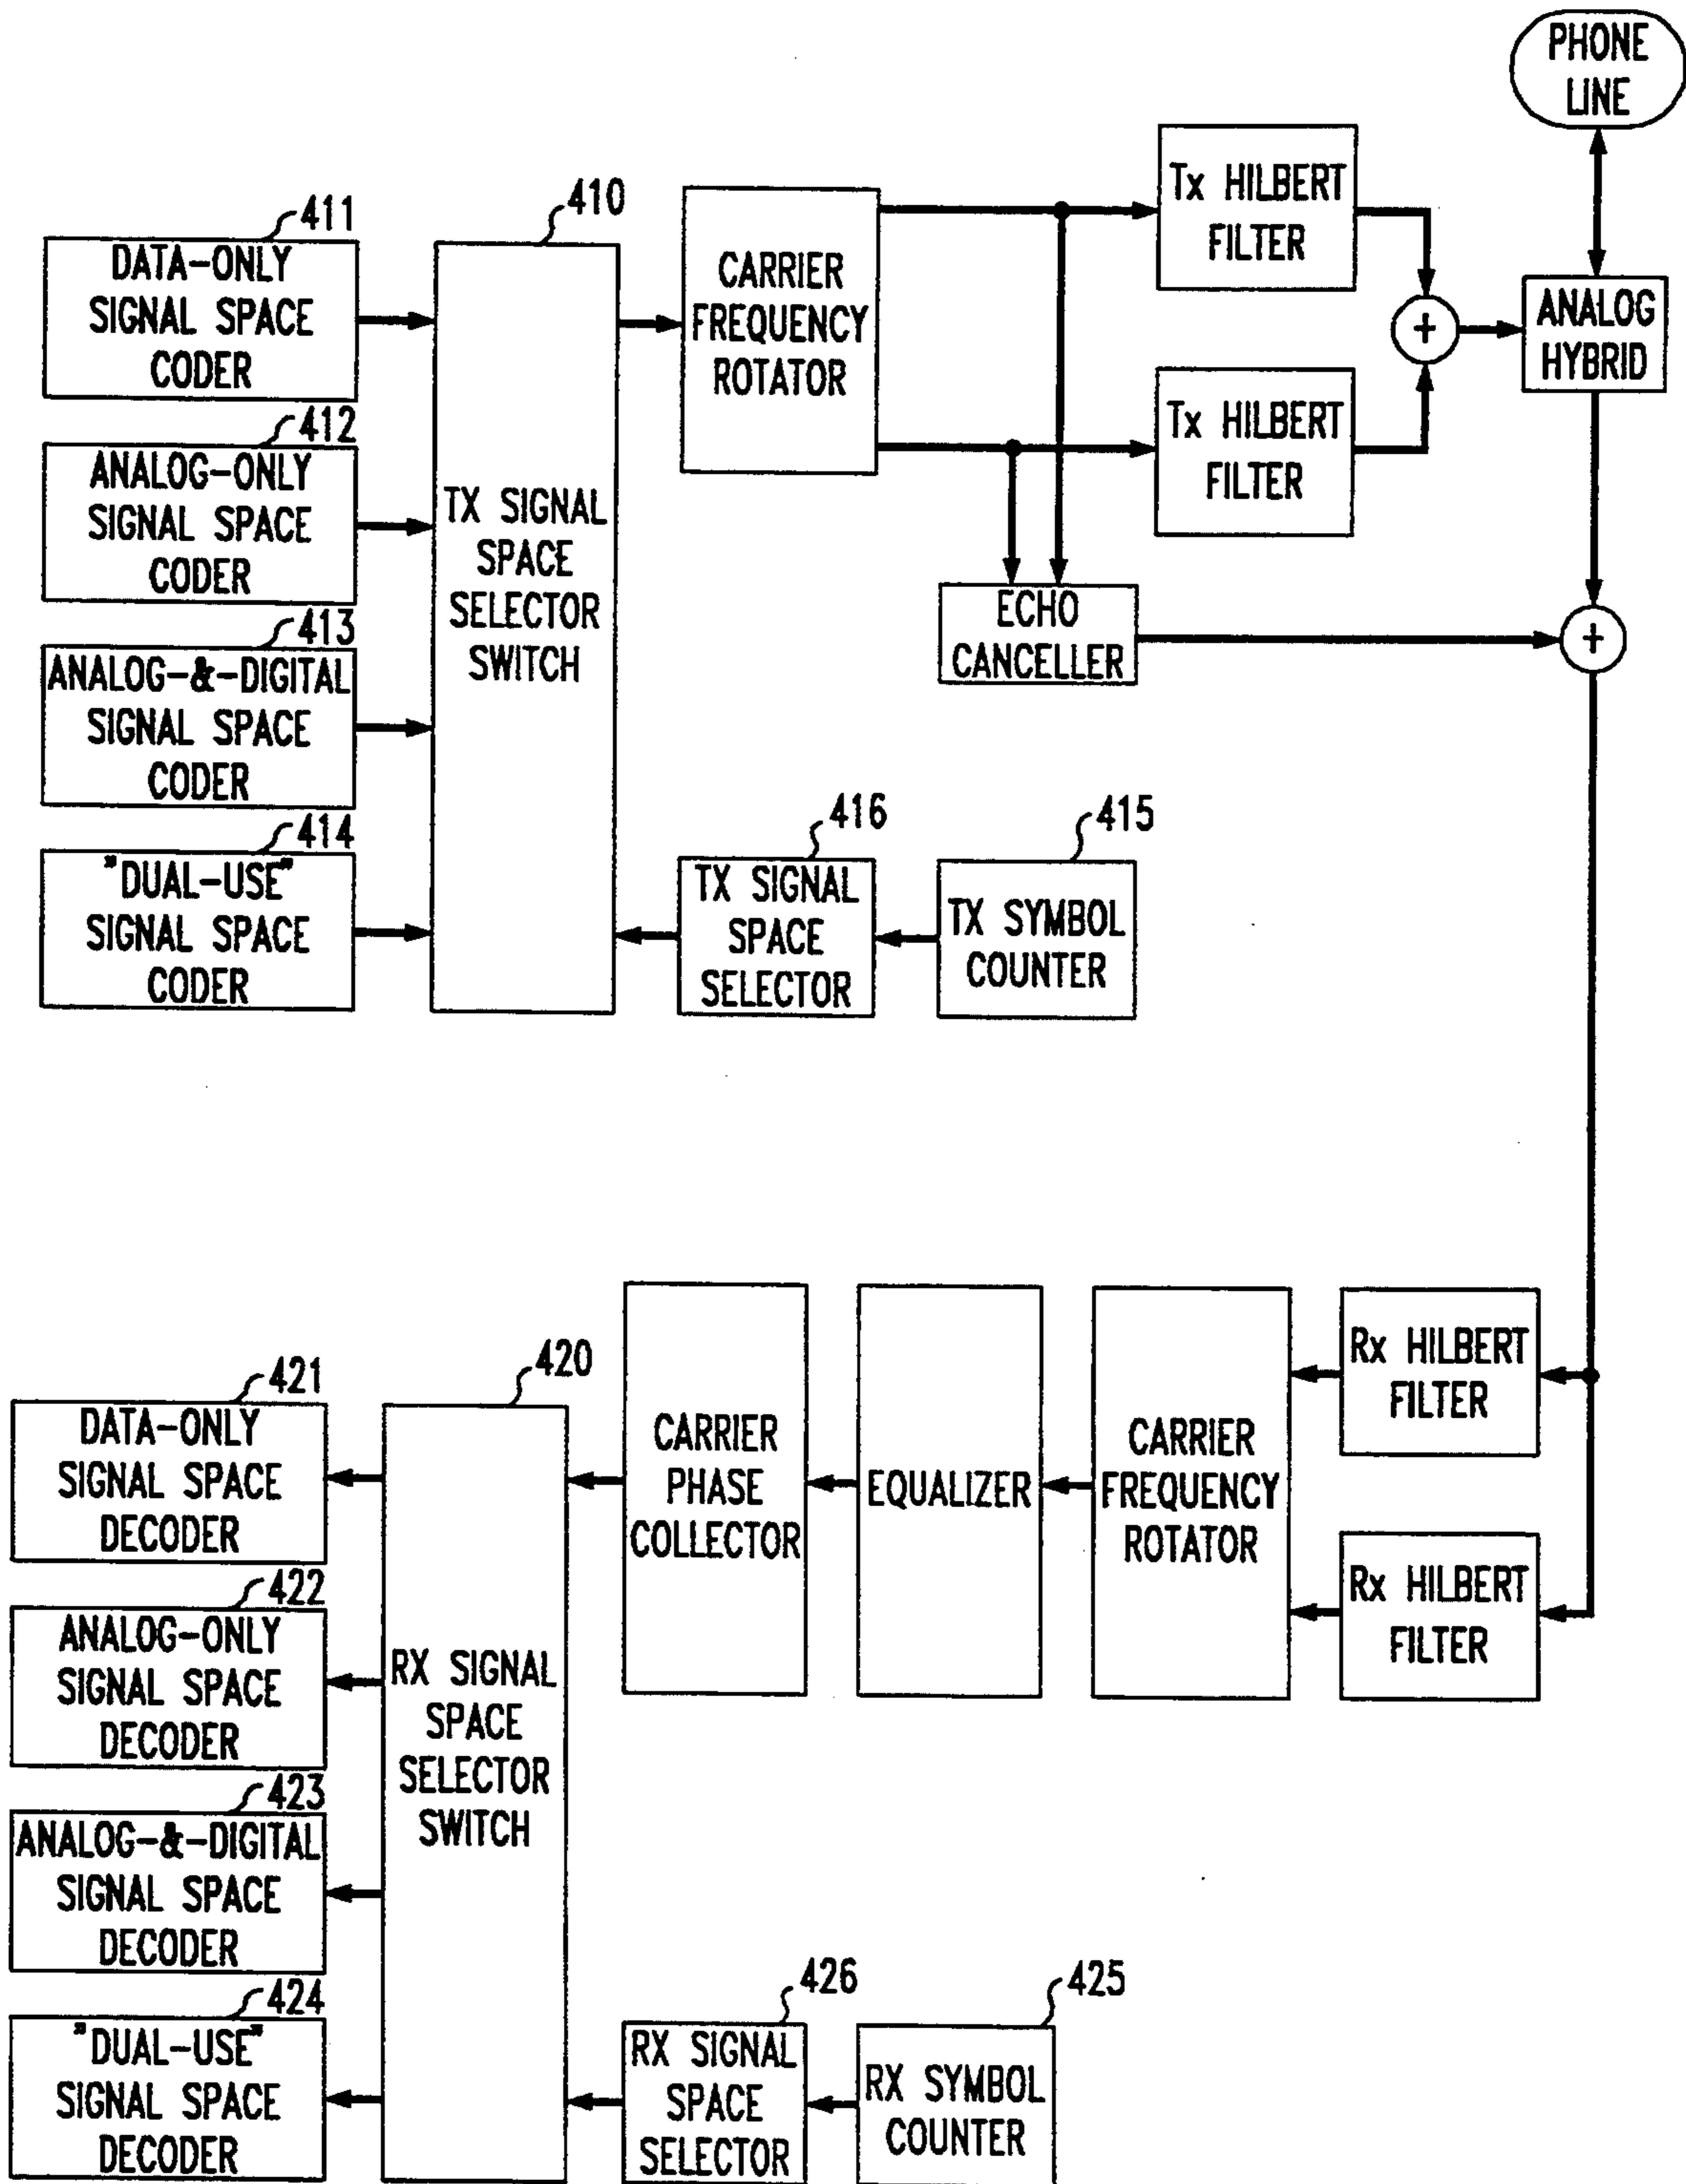 PHONE
LINE
411
DATA-ONLY
SIGNAL SPACE
CODER
412
ANALOG-ONLY
SIGNAL SPACE
CODER
413
ANALOG-&-DIGITAL
SIGNAL SPACE
CODER
414
"DUAL-USE"
SIGNAL SPACE
CODER
410
TX SIGNAL
SPACE
SELECTOR
SWITCH
CARRIER
FREQUENCY
ROTATOR
Tx HILBERT
FILTER
Tx HILBERT
FILTER
+
ANALOG
HYBRID
ECHO
CANCELLER
+
416
TX SIGNAL
SPACE
SELECTOR
415
TX SYMBOL
COUNTER
421
DATA-ONLY
SIGNAL SPACE
DECODER
422
ANALOG-ONLY
SIGNAL SPACE
DECODER
423
ANALOG-&-DIGITAL
SIGNAL SPACE
DECODER
424
"DUAL-USE"
SIGNAL SPACE
DECODER
420
RX SIGNAL
SPACE
SELECTOR
SWITCH
CARRIER
PHASE
COLLECTOR
EQUALIZER
CARRIER
FREQUENCY
ROTATOR
Rx HILBERT
FILTER
Rx HILBERT
FILTER
426
RX SIGNAL
SPACE
SELECTOR
425
RX SYMBOL
COUNTER